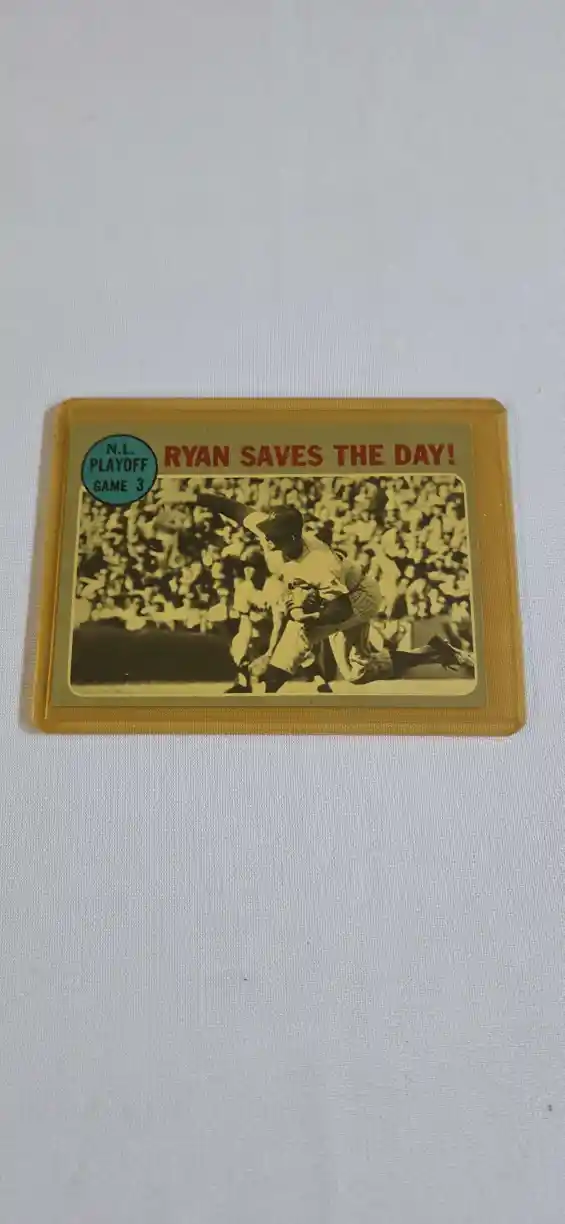 N.L.
PLAYOFF
GAME 3
RYAN SAVES THE DAY!